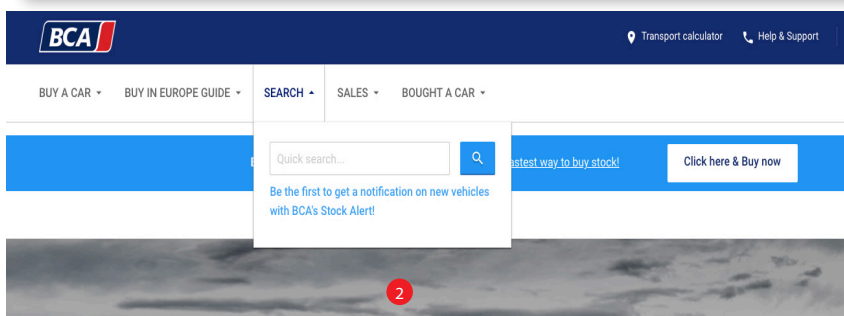 BCA
Transport calculator Help & Support
BUY A CAR BUY IN EUROPE GUIDE SEARCH SALES BOUGHT A CAR
Quick search...
way to buy stock!
Click here & Buy now
Be the first to get a notification on new vehicles
with BCA's Stock Alert!
2